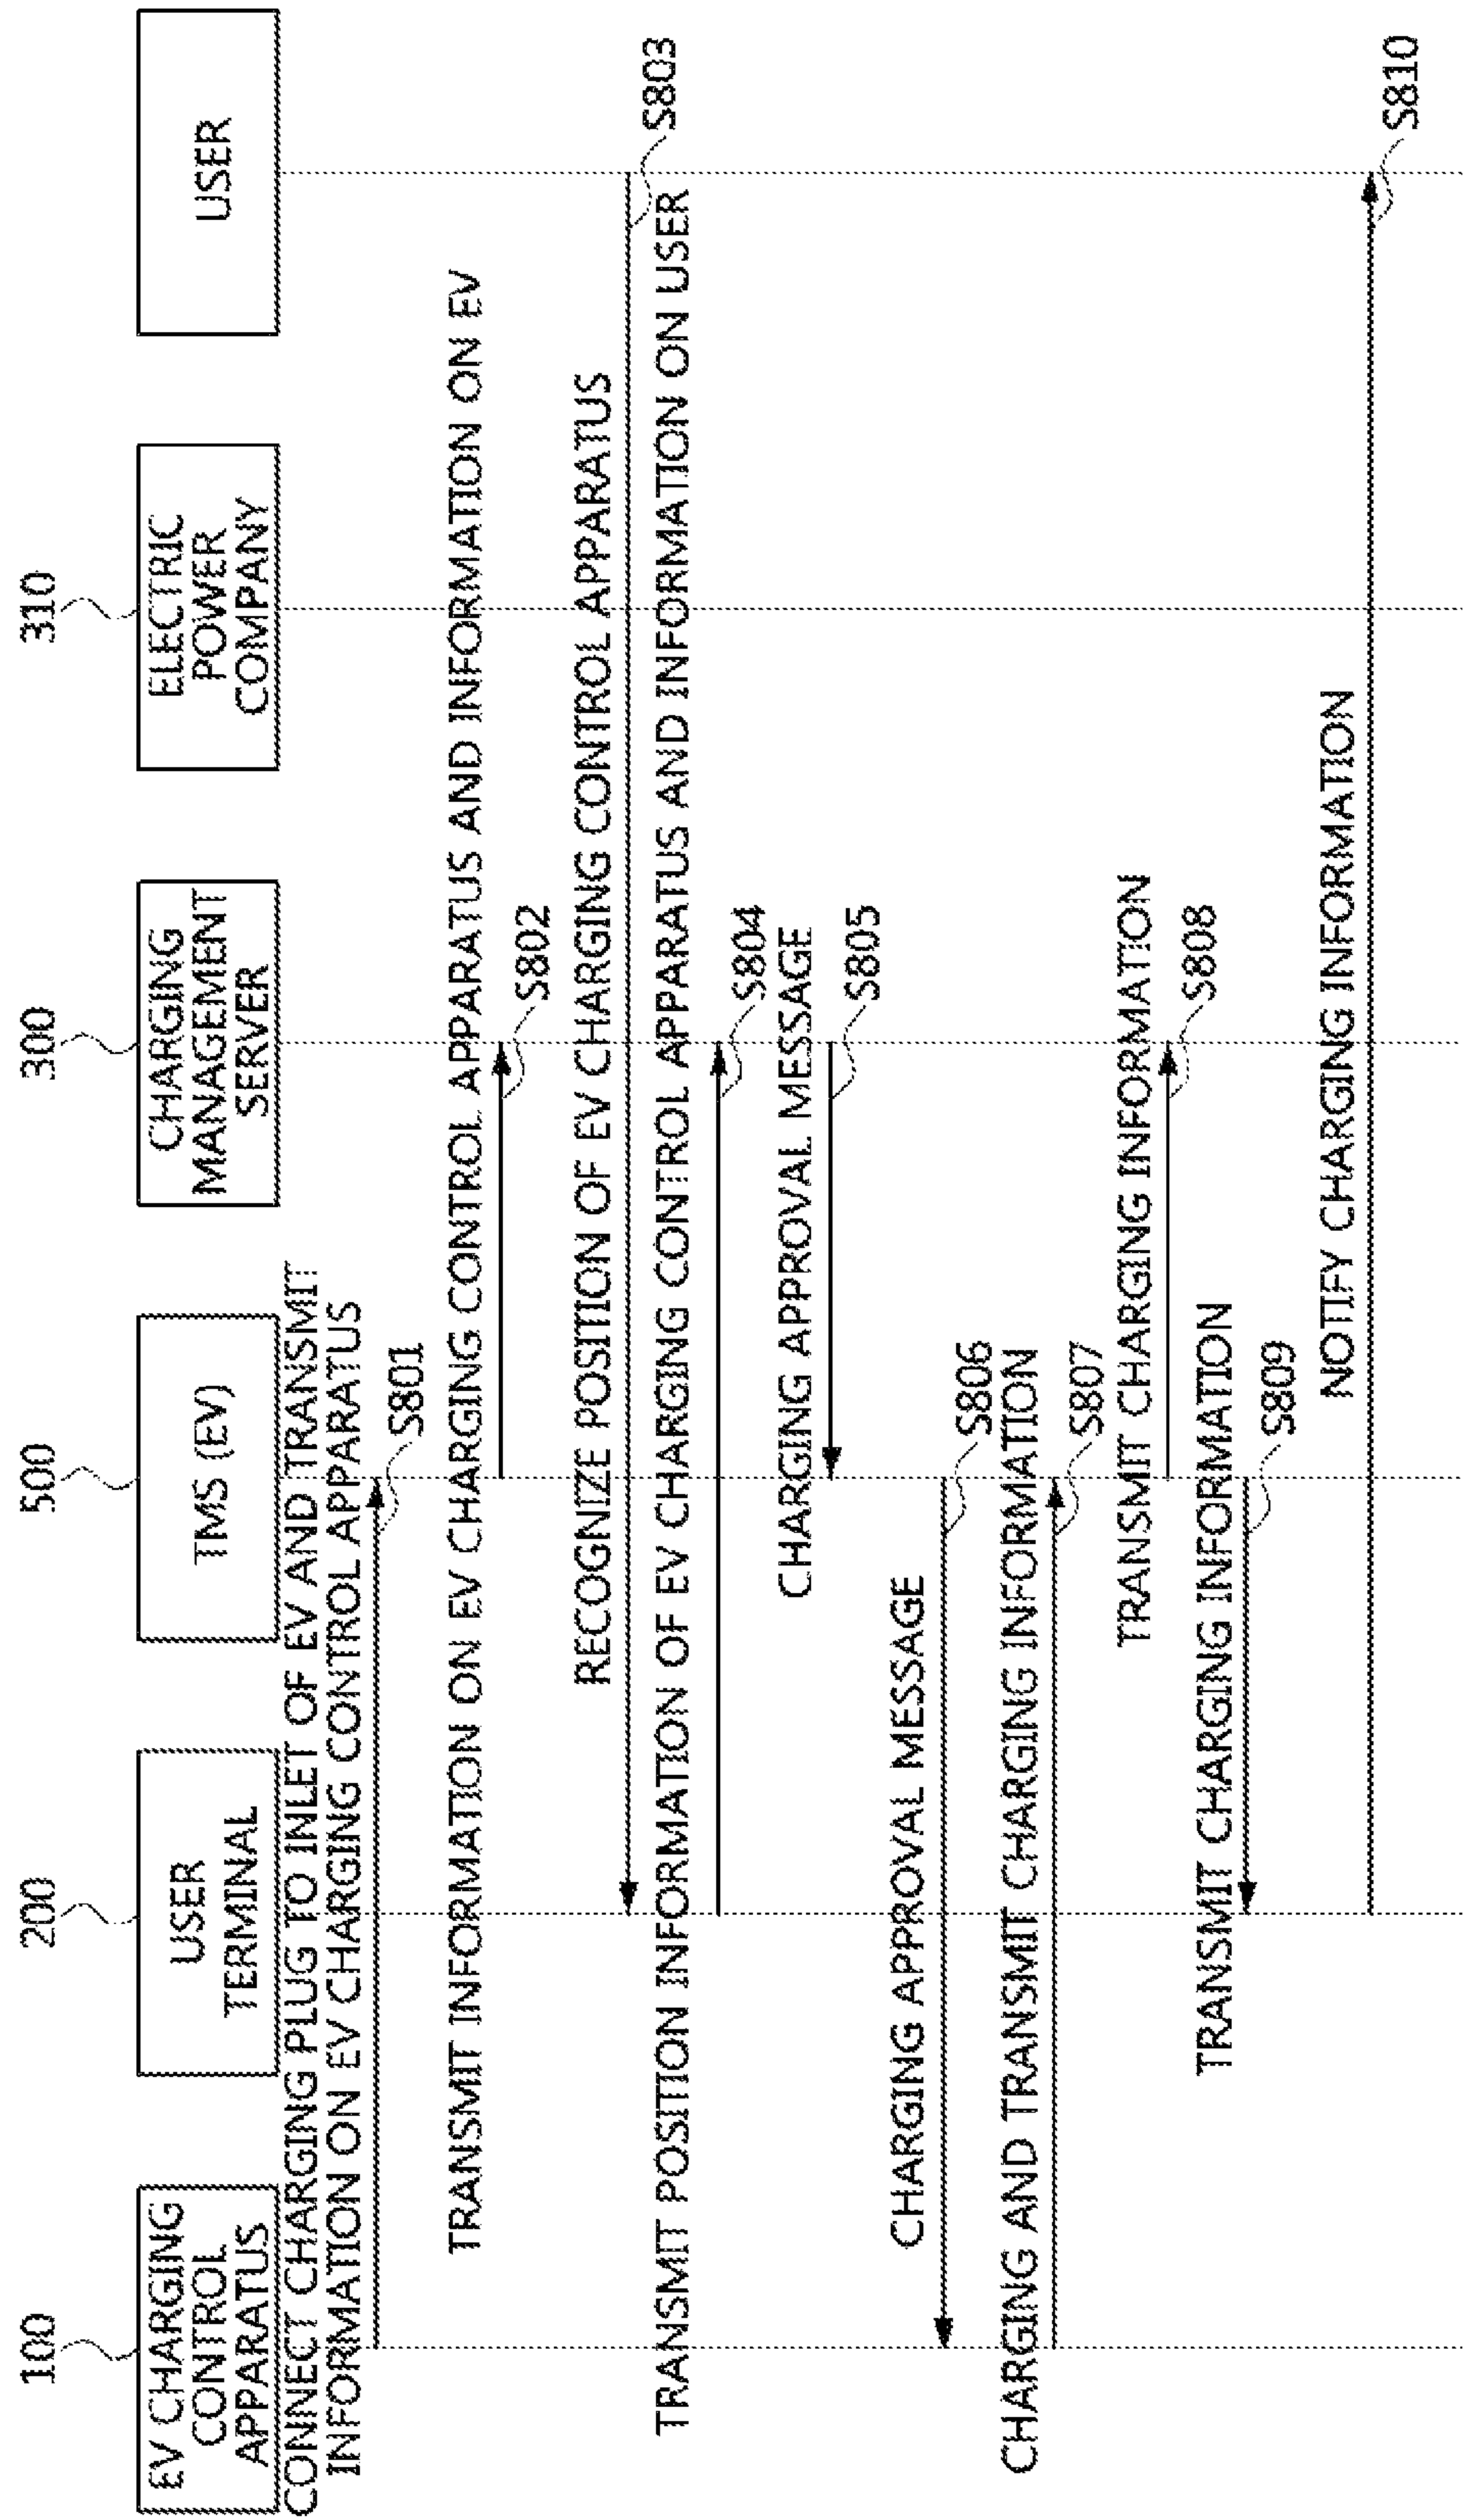 100
EV CHARGING
CONTROL
APPARATUS
200
USER
TERMINAL
500
TMS (EV)
300
CHARGING
MANAGEMENT
SERVER
310
ELECTRIC
POWER
COMPANY
USER
CONNECT CHARGING PLUG TO INLET OF EV AND TRANSMIT
INFORMATION ON EV CHARGING CONTROL APPARATUS
S801
TRANSMIT INFORMATION ON EV CHARGING CONTROL APPARATUS AND INFORMATION ON EV
S802
RECOGNIZE POSITION OF EV CHARGING CONTROL APPARATUS
S803
TRANSMIT POSITION INFORMATION OF EV CHARGING CONTROL APPARATUS AND INFORMATION ON USER
S804
CHARGING APPROVAL MESSAGE
S805
CHARGING APPROVAL MESSAGE
S806
CHARGING AND TRANSMIT CHARGING INFORMATION
S807
TRANSMIT CHARGING INFORMATION
S808
TRANSMIT CHARGING INFORMATION
S809
NOTIFY CHARGING INFORMATION
S810